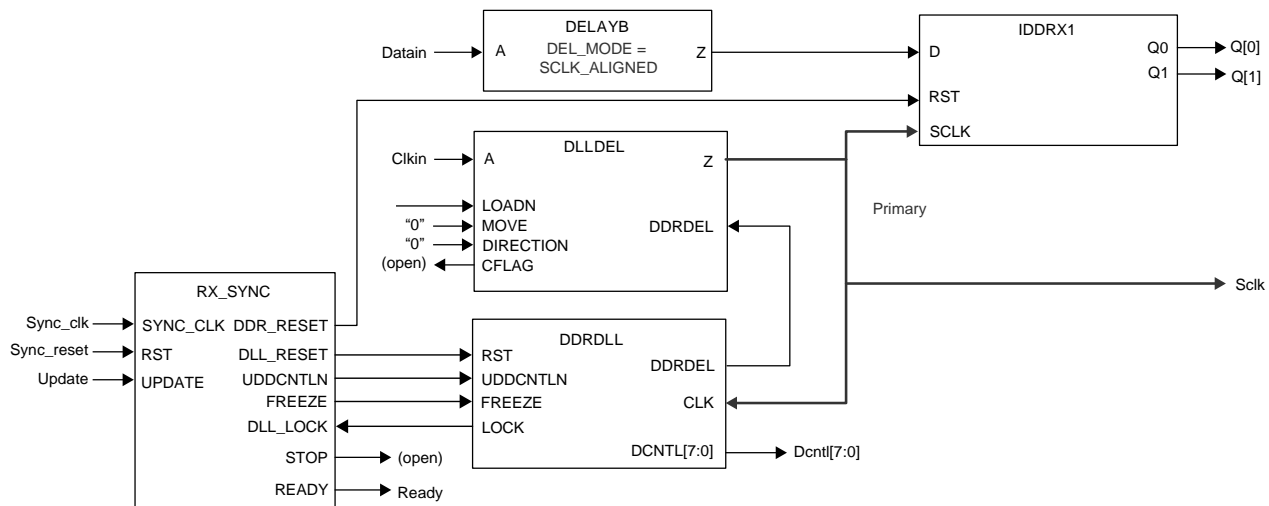 DELAYB
Datain
A
DEL_MODE =
SCLK_ALIGNED
Z
IDDRX1
D
Q0
Q[0]
Q1
Q[1]
RST
SCLK
DLLDEL
Clkin
A
Z
LOADN
“0”
MOVE
DDRDEL
“0”
DIRECTION
(open)
CFLAG
Primary
Sclk
RX_SYNC
Sync_clk
SYNC_CLK
DDR_RESET
Sync_reset
RST
DLL_RESET
Update
UPDATE
UDDCNTLN
FREEZE
DLL_LOCK
STOP
(open)
READY
Ready
DDRDLL
RST
DDRDEL
UDDCNTLN
FREEZE
CLK
LOCK
DCNTL[7:0]
Dcntl[7:0]